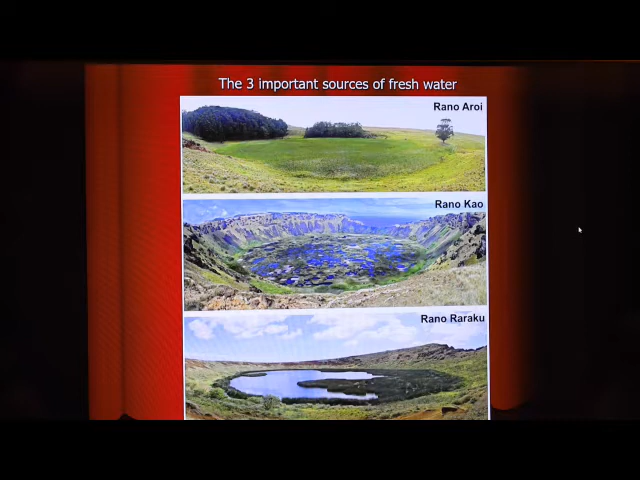 The 3 important sources of fresh water
Rano Aroi
Rano Kao
Rano Raraku